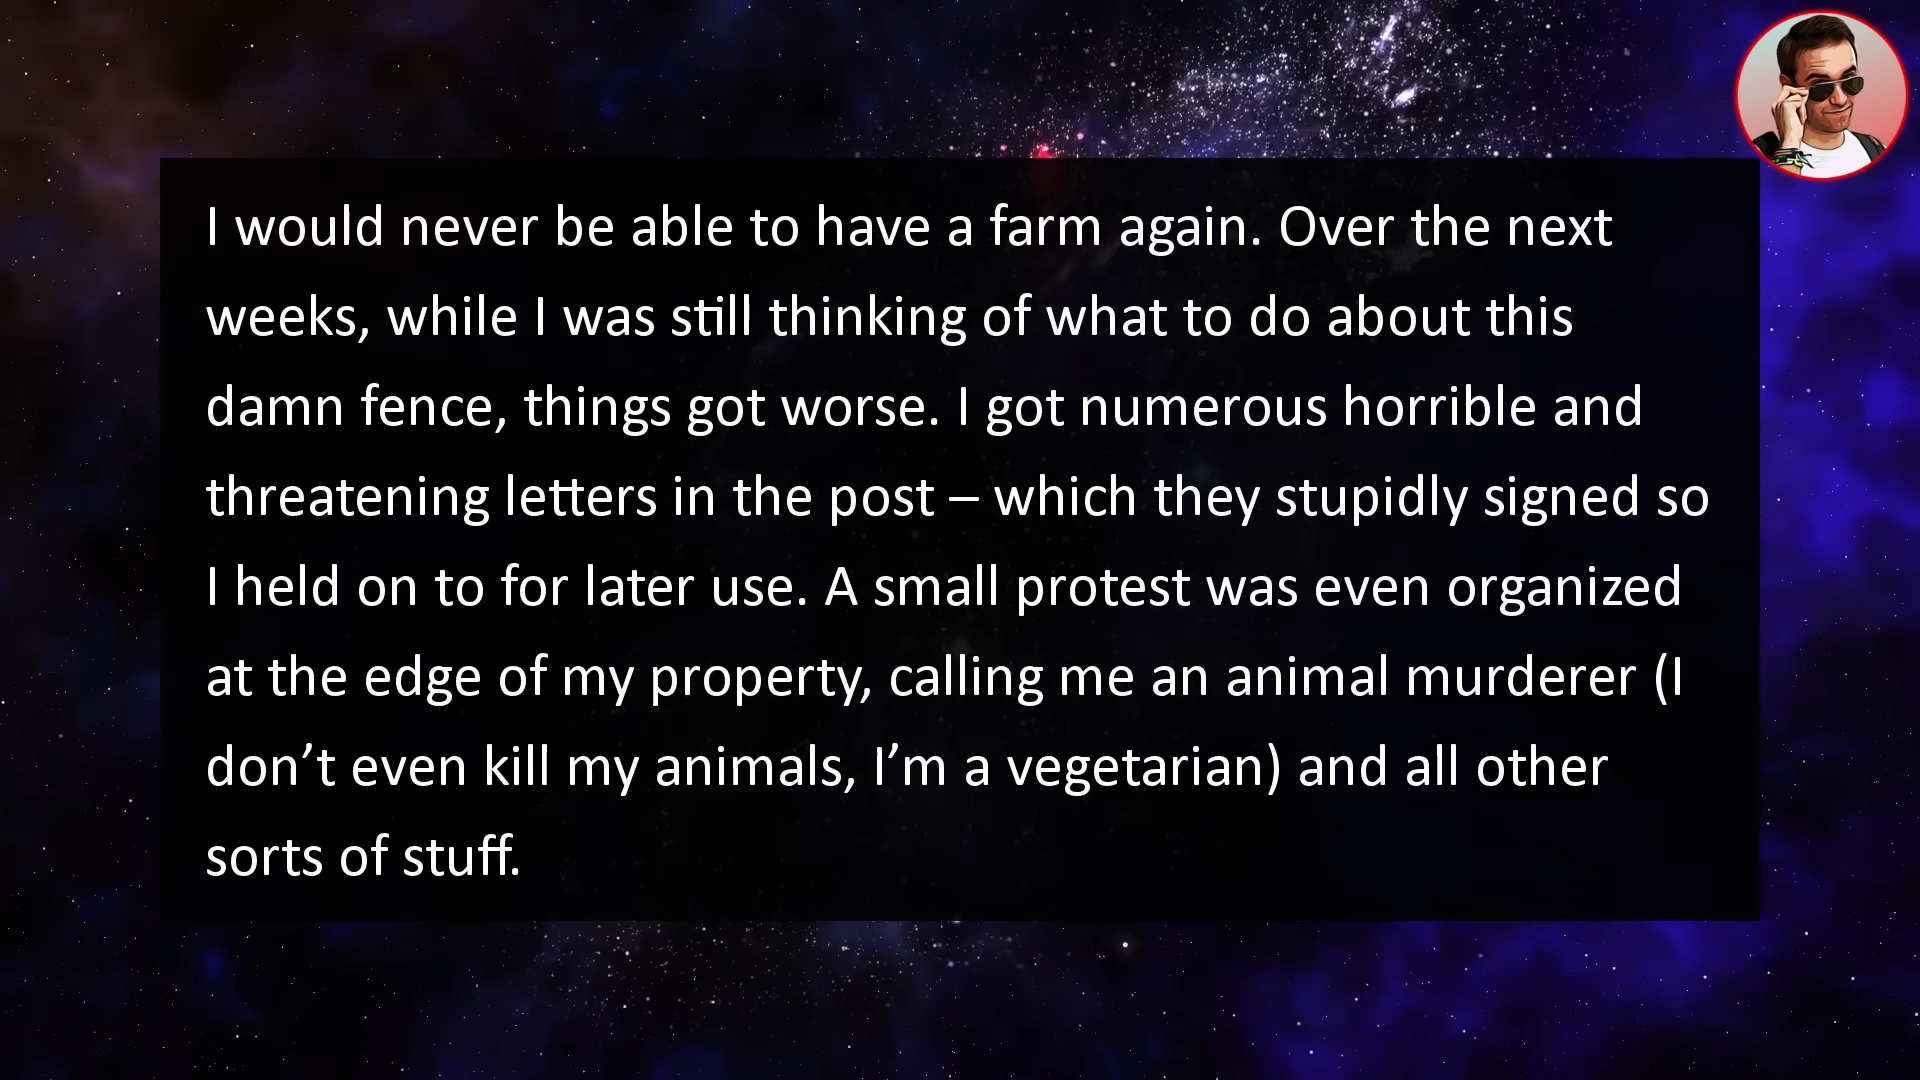 I would never be able to have a farm again. Over the next
weeks, while I was still thinking of what to do about this
damn fence, things got worse. I got numerous horrible and
threatening letters in the post – which they stupidly signed so
I held on to for later use. A small protest was even organized
at the edge of my property, calling me an animal murderer (I
don’t even kill my animals, I’m a vegetarian) and all other
sorts of stuff.